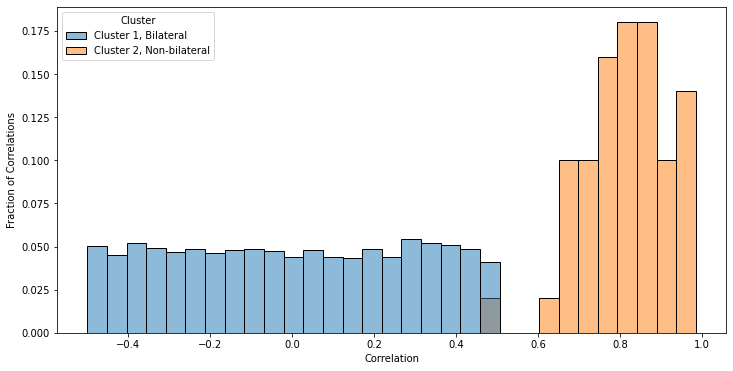 Cluster
Cluster 1, Bilateral
Cluster 2, Non-bilateral
Fraction of Correlations
0.175
0.150
0.125
0.100
0.075
0.050
0.025
0.000
−0.4 −0.2 0.0 0.2 0.4 0.6 0.8 1.0
Correlation